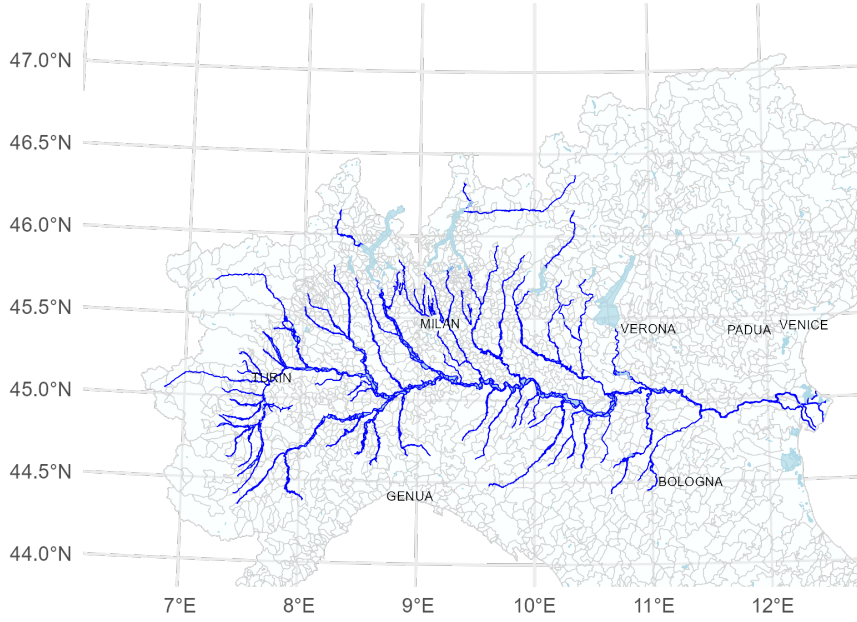 47.0°N
46.5°N
46.0°N
45.5°N
MILAN
VERONA
PADUA
VENICE
45.0°N
TURIN
44.5°N
BOLOGNA
GENUA
44.0°N
7°E
8°E
9°E
10°E
11°E
12°E